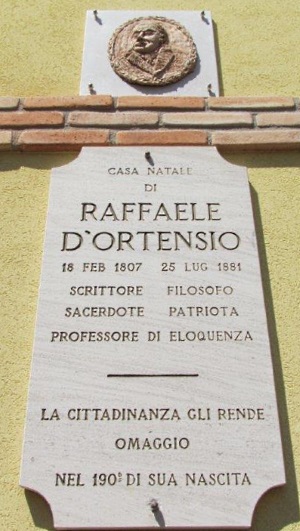 CASA NATALE
DI
RAFFAELE
D'ORTENSIO
18 FEB 1807 25 LUG 1881
SCRITTORE FILOSOFO
SACERDOTE PATRIOTA
PROFESSORE DI ELOQUENZA
LA CITTADINANZA GLI RENDE
OMAGGIO
NEL 190° DI SUA NASCITA